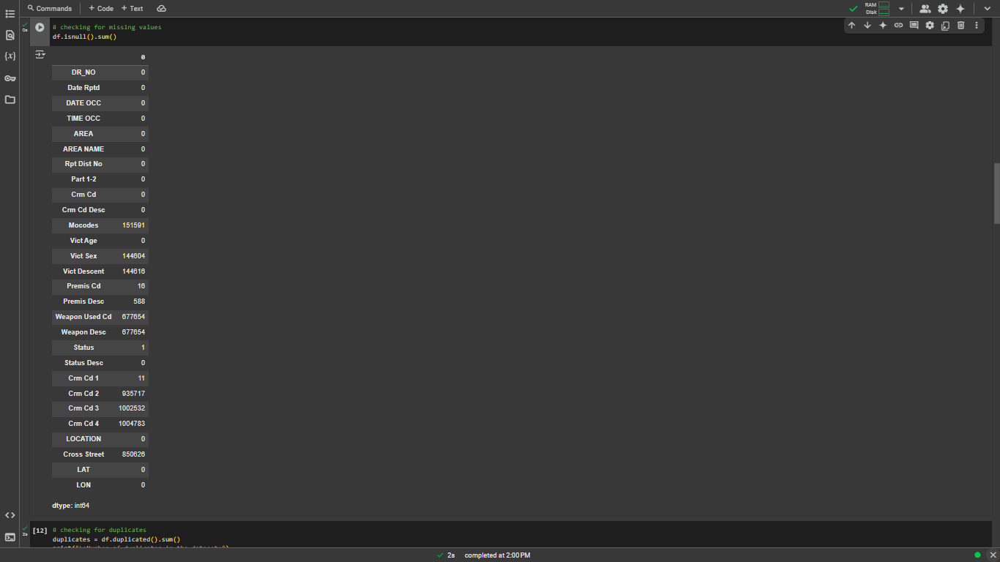 Commands + Code + Text
RAM
Disk
0s
# checking for missing values
df.isnull().sum()
{x}
0
DR_NO 0
Date Rptd 0
DATE OCC 0
TIME OCC 0
AREA 0
AREA NAME 0
Rpt Dist No 0
Part 1-2 0
Crm Cd 0
Crm Cd Desc 0
Mocodes 151591
Vict Age 0
Vict Sex 144604
Vict Descent 144616
Premis Cd 16
Premis Desc 588
Weapon Used Cd 677654
Weapon Desc 677654
Status 1
Status Desc 0
Crm Cd 1 11
Crm Cd 2 935717
Crm Cd 3 1002532
Crm Cd 4 1004783
LOCATION 0
Cross Street 850626
LAT 0
LON 0
dtype: int64
2s
[12] # checking for duplicates
duplicates = df.duplicated().sum()
2s completed at 2:00 PM